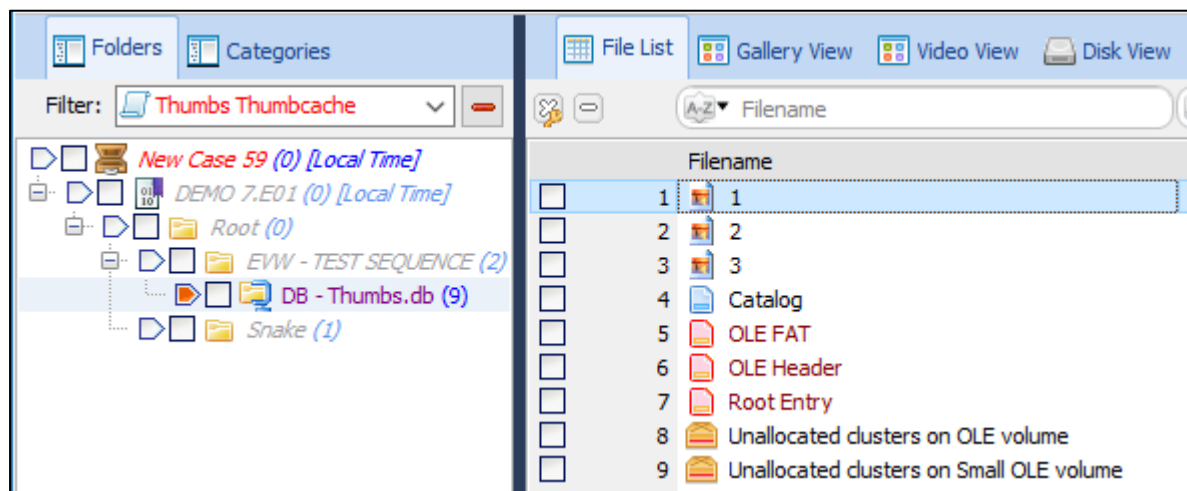 Folders
Categories
Filter: Thumbs Thumbcache
New Case 59 (0) [Local Time]
DEMO 7.E01 (0) [Local Time]
Root (0)
EVW - TEST SEQUENCE (2)
DB - Thumbs.db (9)
Snake (1)
File List
Gallery View
Video View
Disk View
A-Z Filename
Filename
1 1
2 2
3 3
4 Catalog
5 OLE FAT
6 OLE Header
7 Root Entry
8 Unallocated clusters on OLE volume
9 Unallocated clusters on Small OLE volume